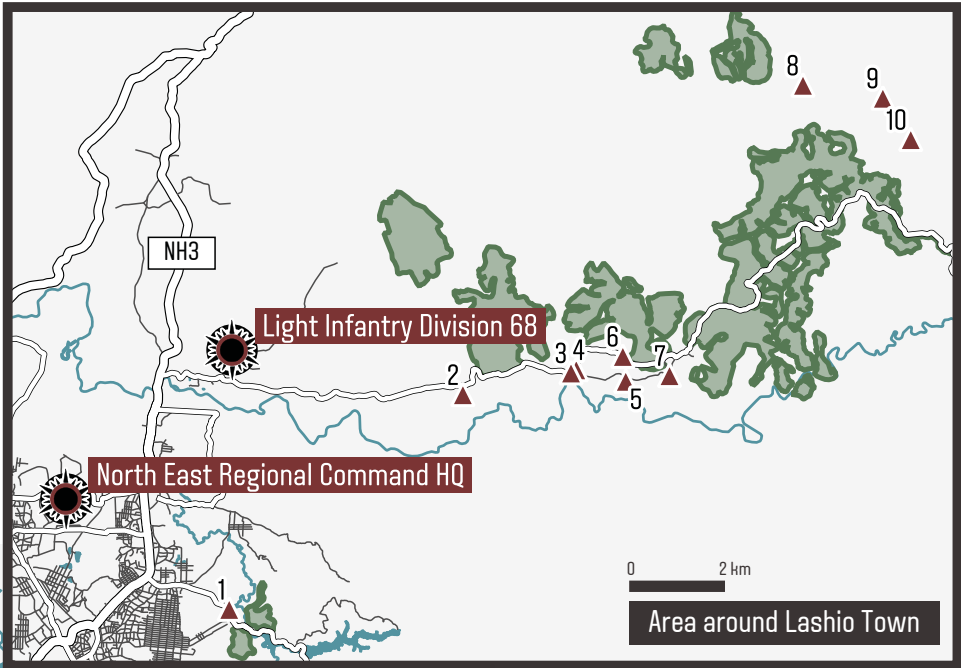 8
9
10
NH3
Light Infantry Division 68
6
3
4
7
2
5
North East Regional Command HQ
0 2 km
1
Area around Lashio Town